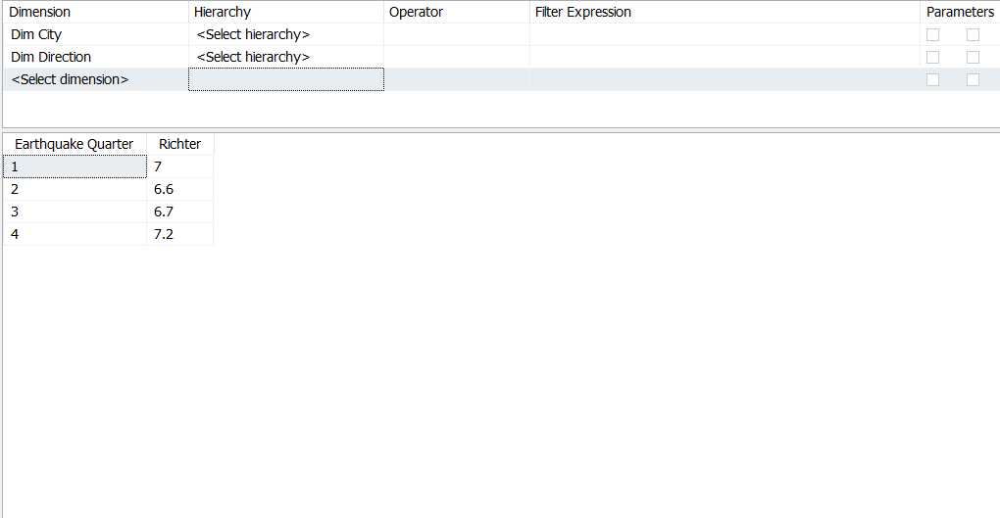 Dimension Hierarchy Operator Filter Expression Parameters
Dim City <Select hierarchy>
Dim Direction <Select hierarchy>
<Select dimension>
Earthquake Quarter Richter
1 7
2 6.6
3 6.7
4 7.2